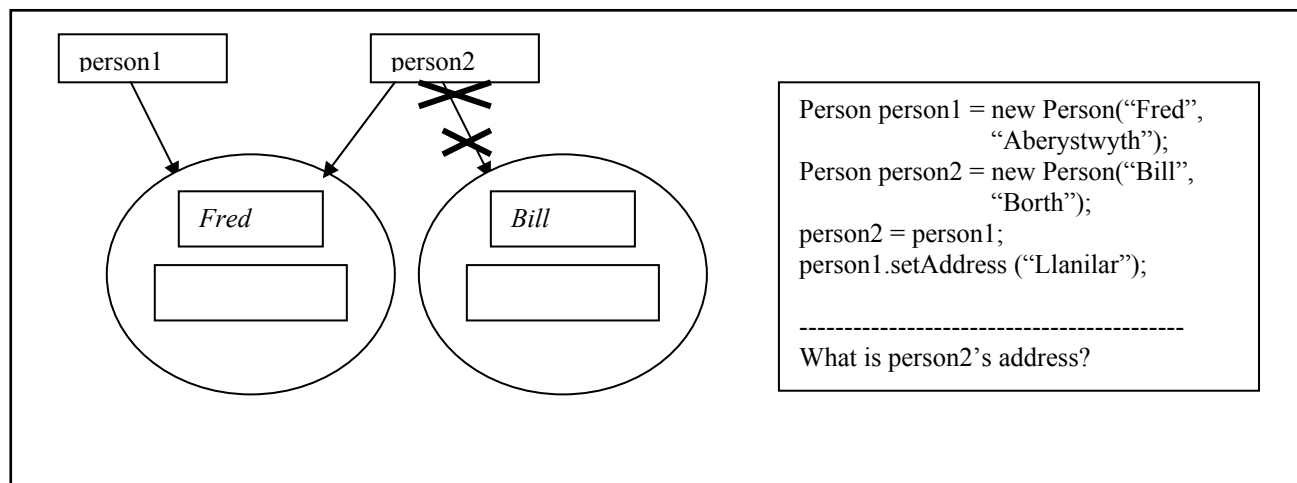 person1
person2
Fred
Bill
Person person1 = new Person(“Fred”,
“Aberystwyth”);
Person person2 = new Person(“Bill”,
“Borth”);
person2 = person1;
person1.setAddress (“Llanilar”);
-------------------------------------------
What is person2’s address?